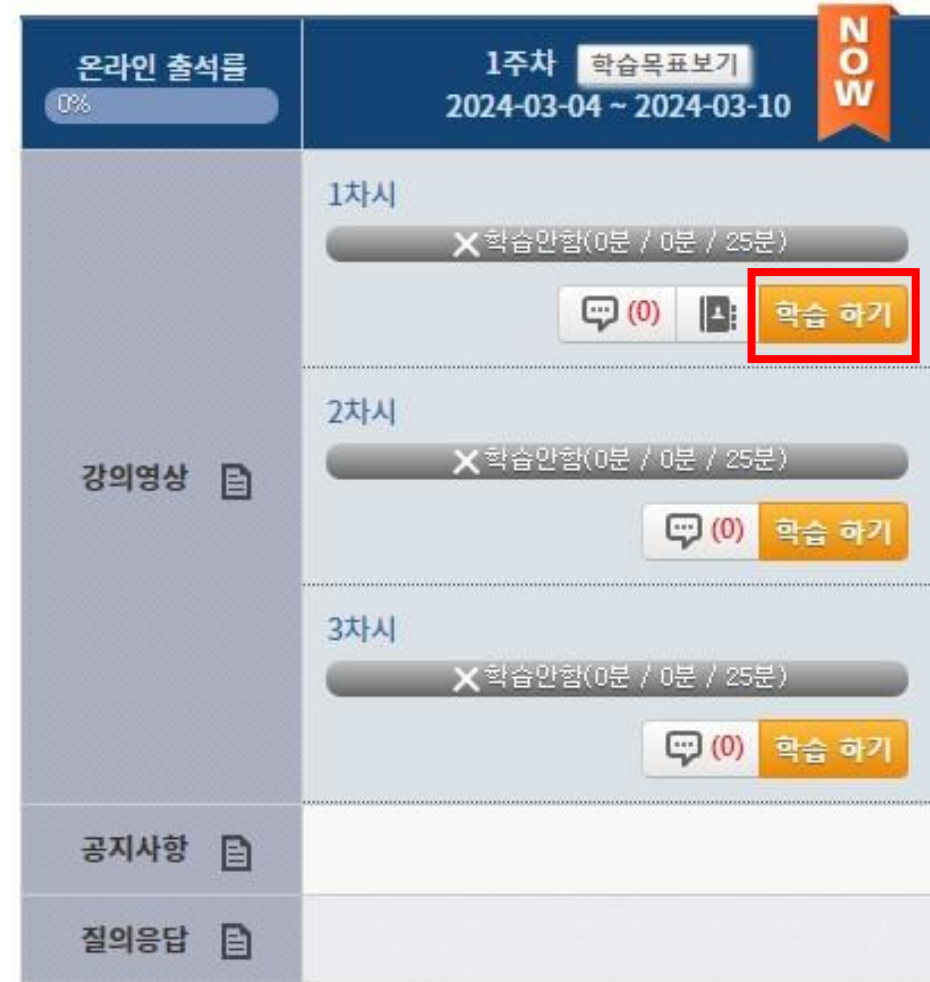 온라인 출석률
0%
1주차 학습목표보기
2024-03-04 ~ 2024-03-10
NOW
1차시
학습안함(0분 / 0분 / 25분)
(0) 학습 하기
강의영상
2차시
학습안함(0분 / 0분 / 25분)
(0) 학습 하기
3차시
학습안함(0분 / 0분 / 25분)
(0) 학습 하기
공지사항
질의응답